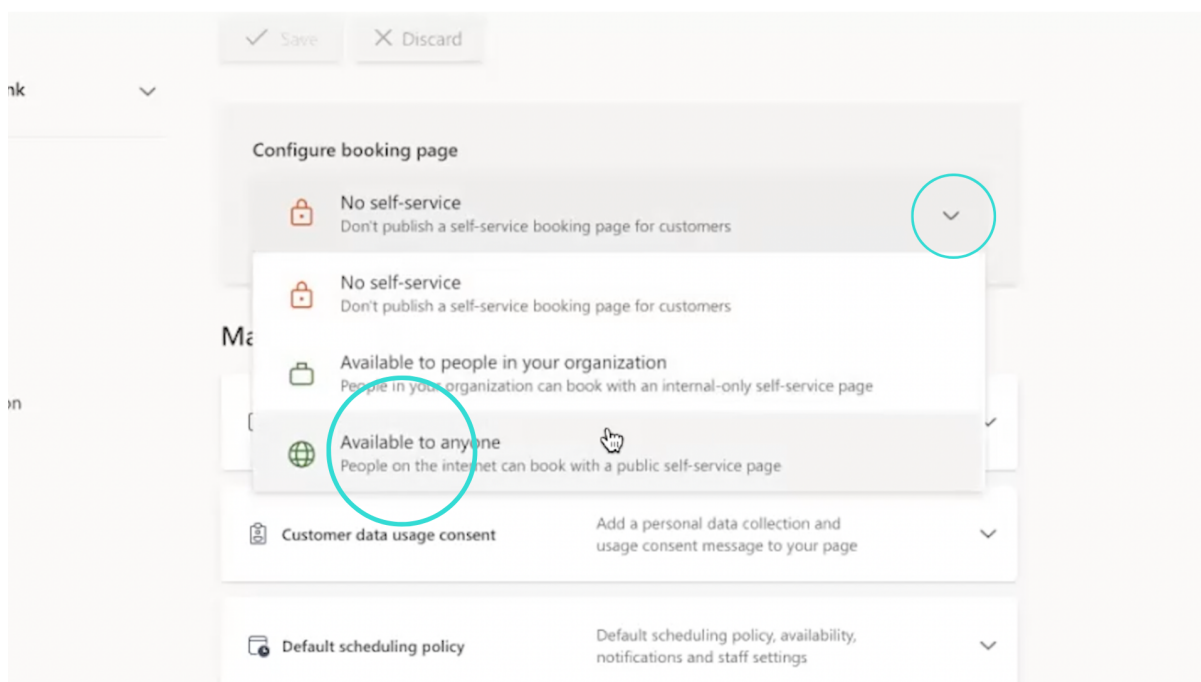 Save
Discard
Configure booking page
No self-service
Don't publish a self-service booking page for customers
No self-service
Don't publish a self-service booking page for customers
Available to people in your organization
People in your organization can book with an internal-only self-service page
Available to anyone
People on the internet can book with a public self-service page
Customer data usage consent
Add a personal data collection and
usage consent message to your page
Default scheduling policy
Default scheduling policy, availability,
notifications and staff settings